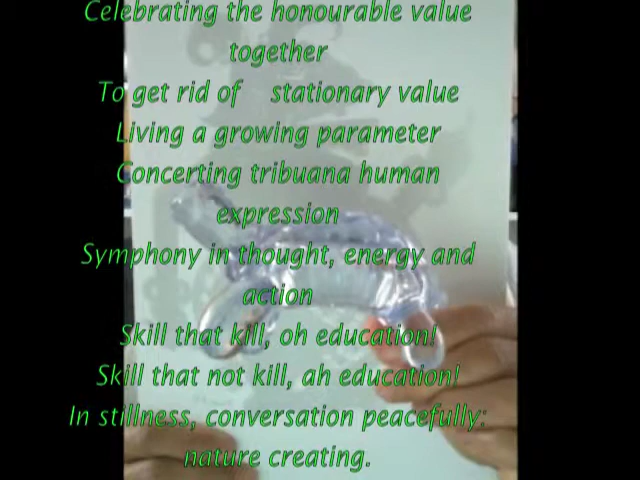 Celebrating the honourable value
together
To get rid of    stationary value
Living a growing parameter
Concerting tribuana human
expression
Symphony in thought, energy and
action
Skill that kill, oh education!
Skill that not kill, ah education!
In stillness, conversation peacefully:
nature creating.